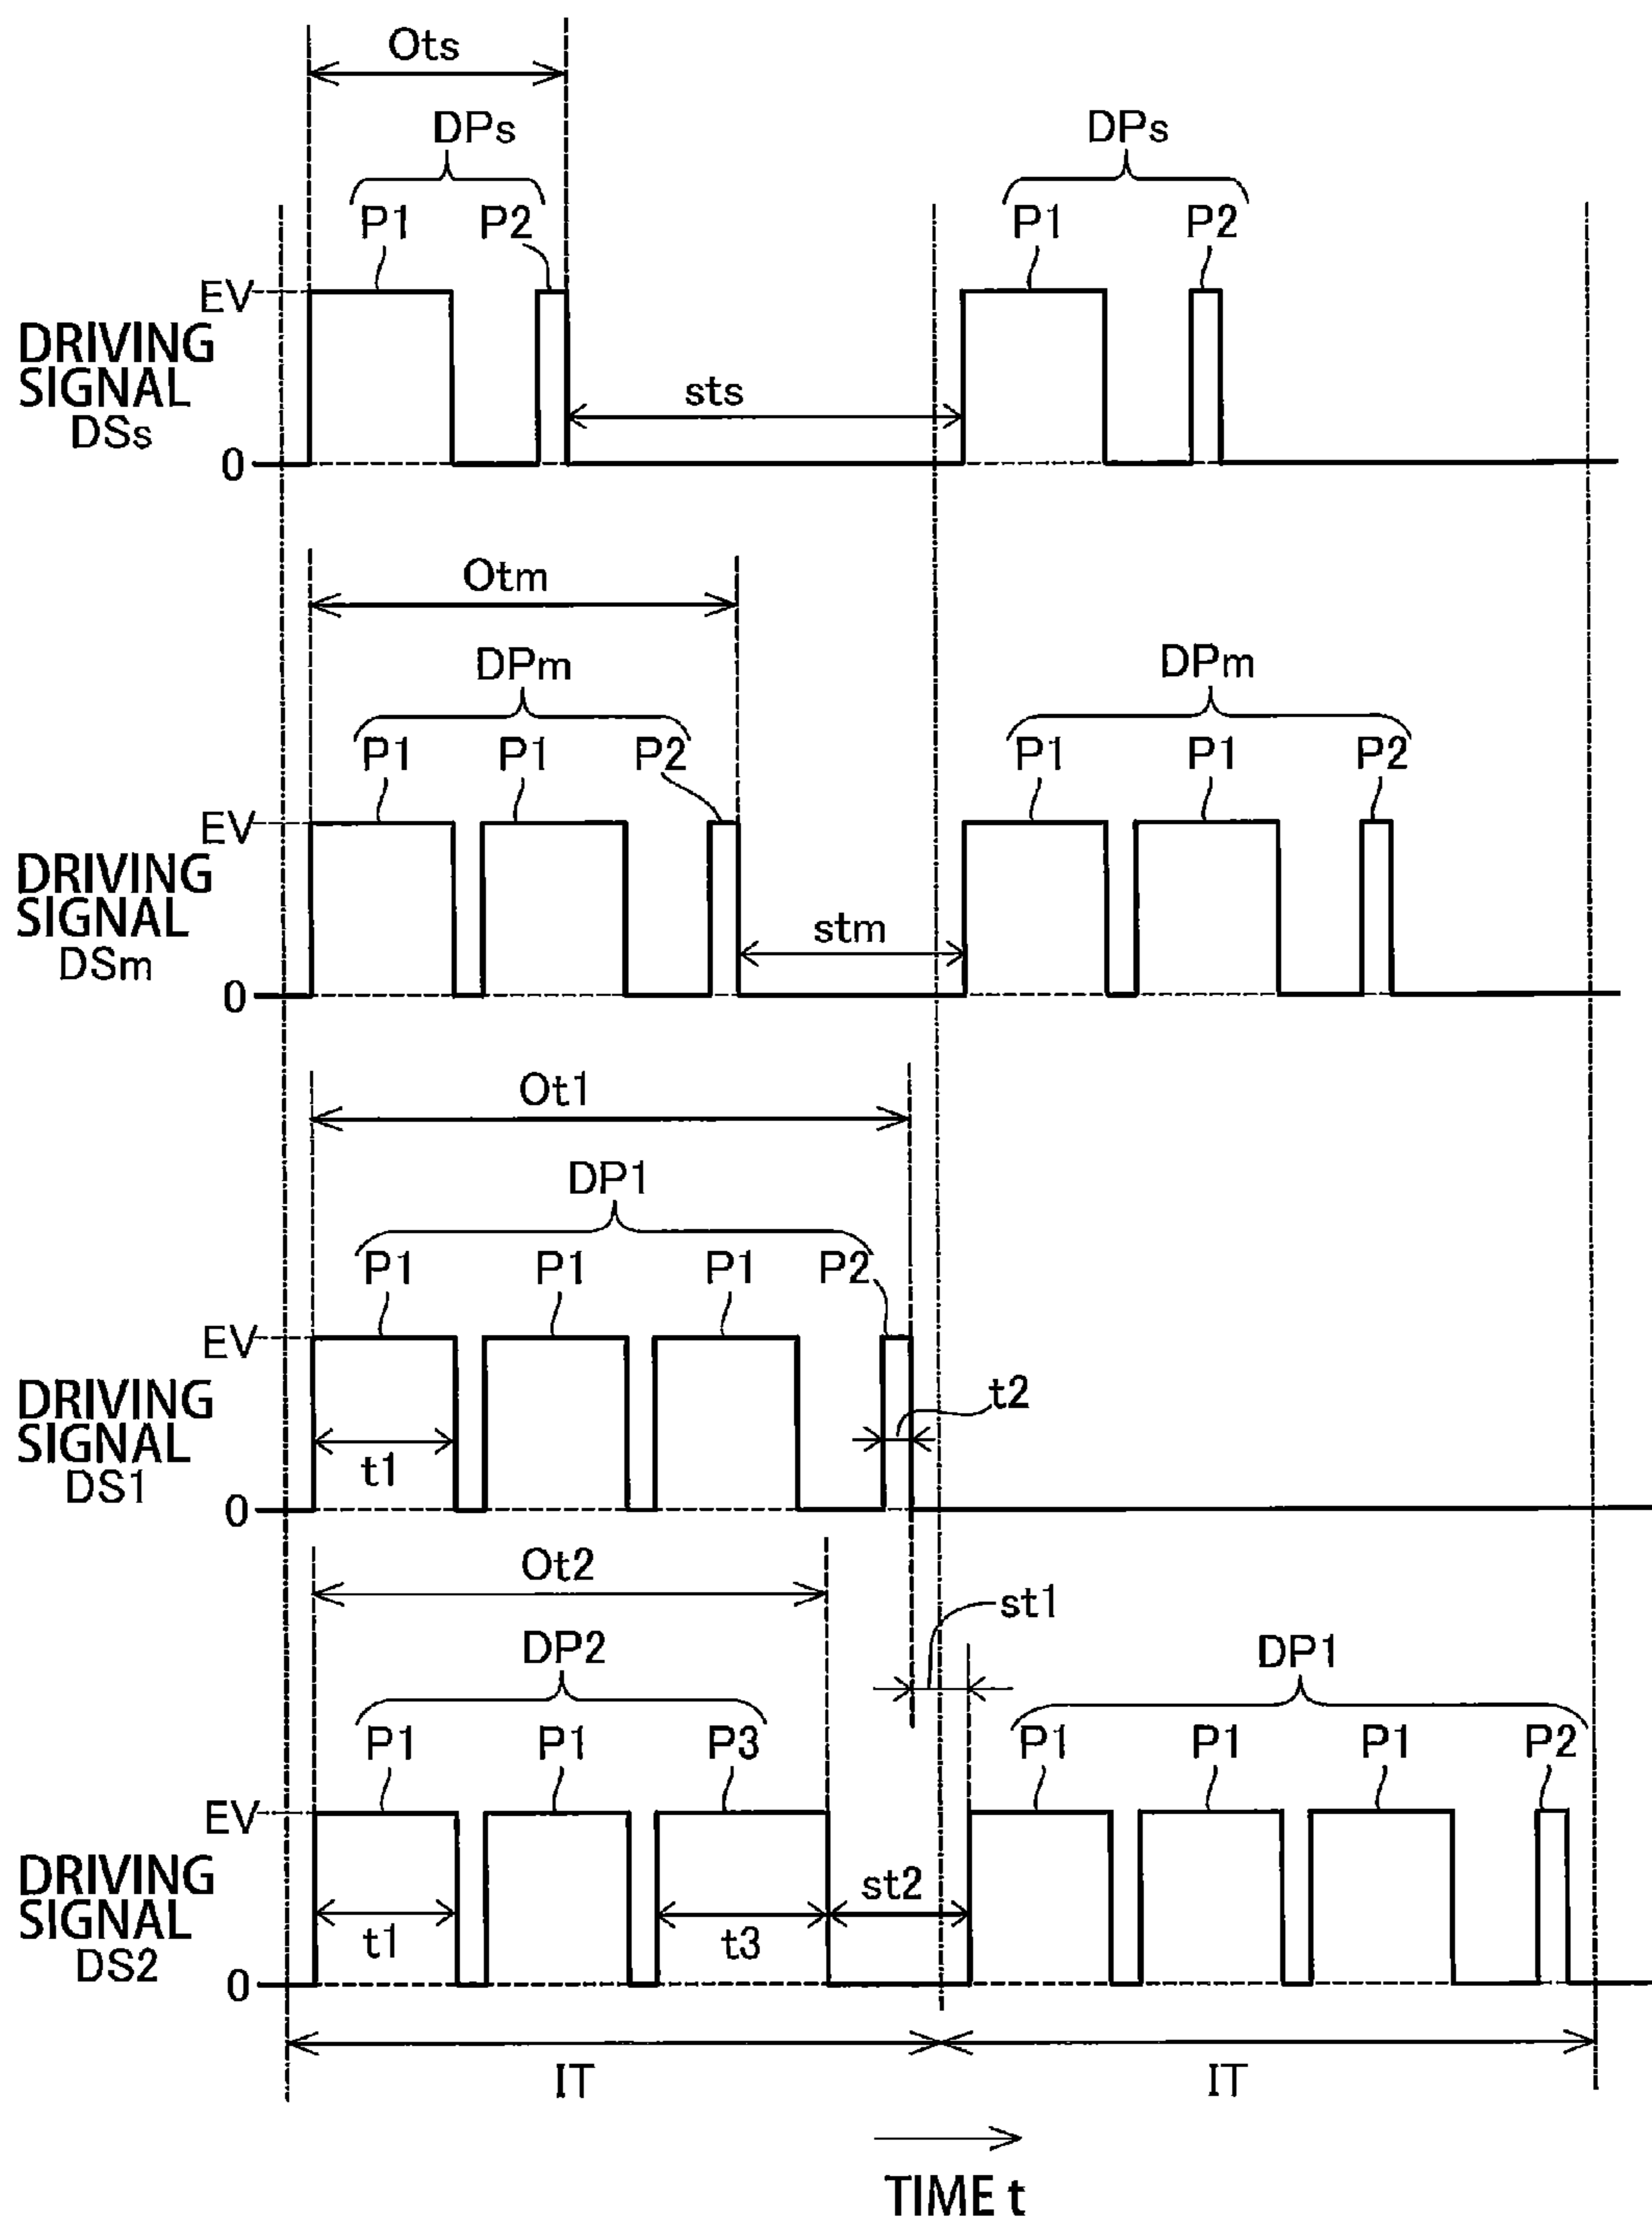 Ots
DPs DPs
P1 P2 P1 P2
EV
DRIVING
SIGNAL
DSs
sts
0
Otm
DPm DPm
P1 P1 P2 P1 P1 P2
EV
DRIVING
SIGNAL
DSm
stm
0
Ot1
DP1
P1 P1 P1 P2
EV
DRIVING
SIGNAL
DS1
t1 t2
0
Ot2
st1
DP2 DP1
P1 P1 P3 P1 P1 P1 P2
EV
DRIVING
SIGNAL
DS2
t1 t3 st2
0
IT IT
TIME t